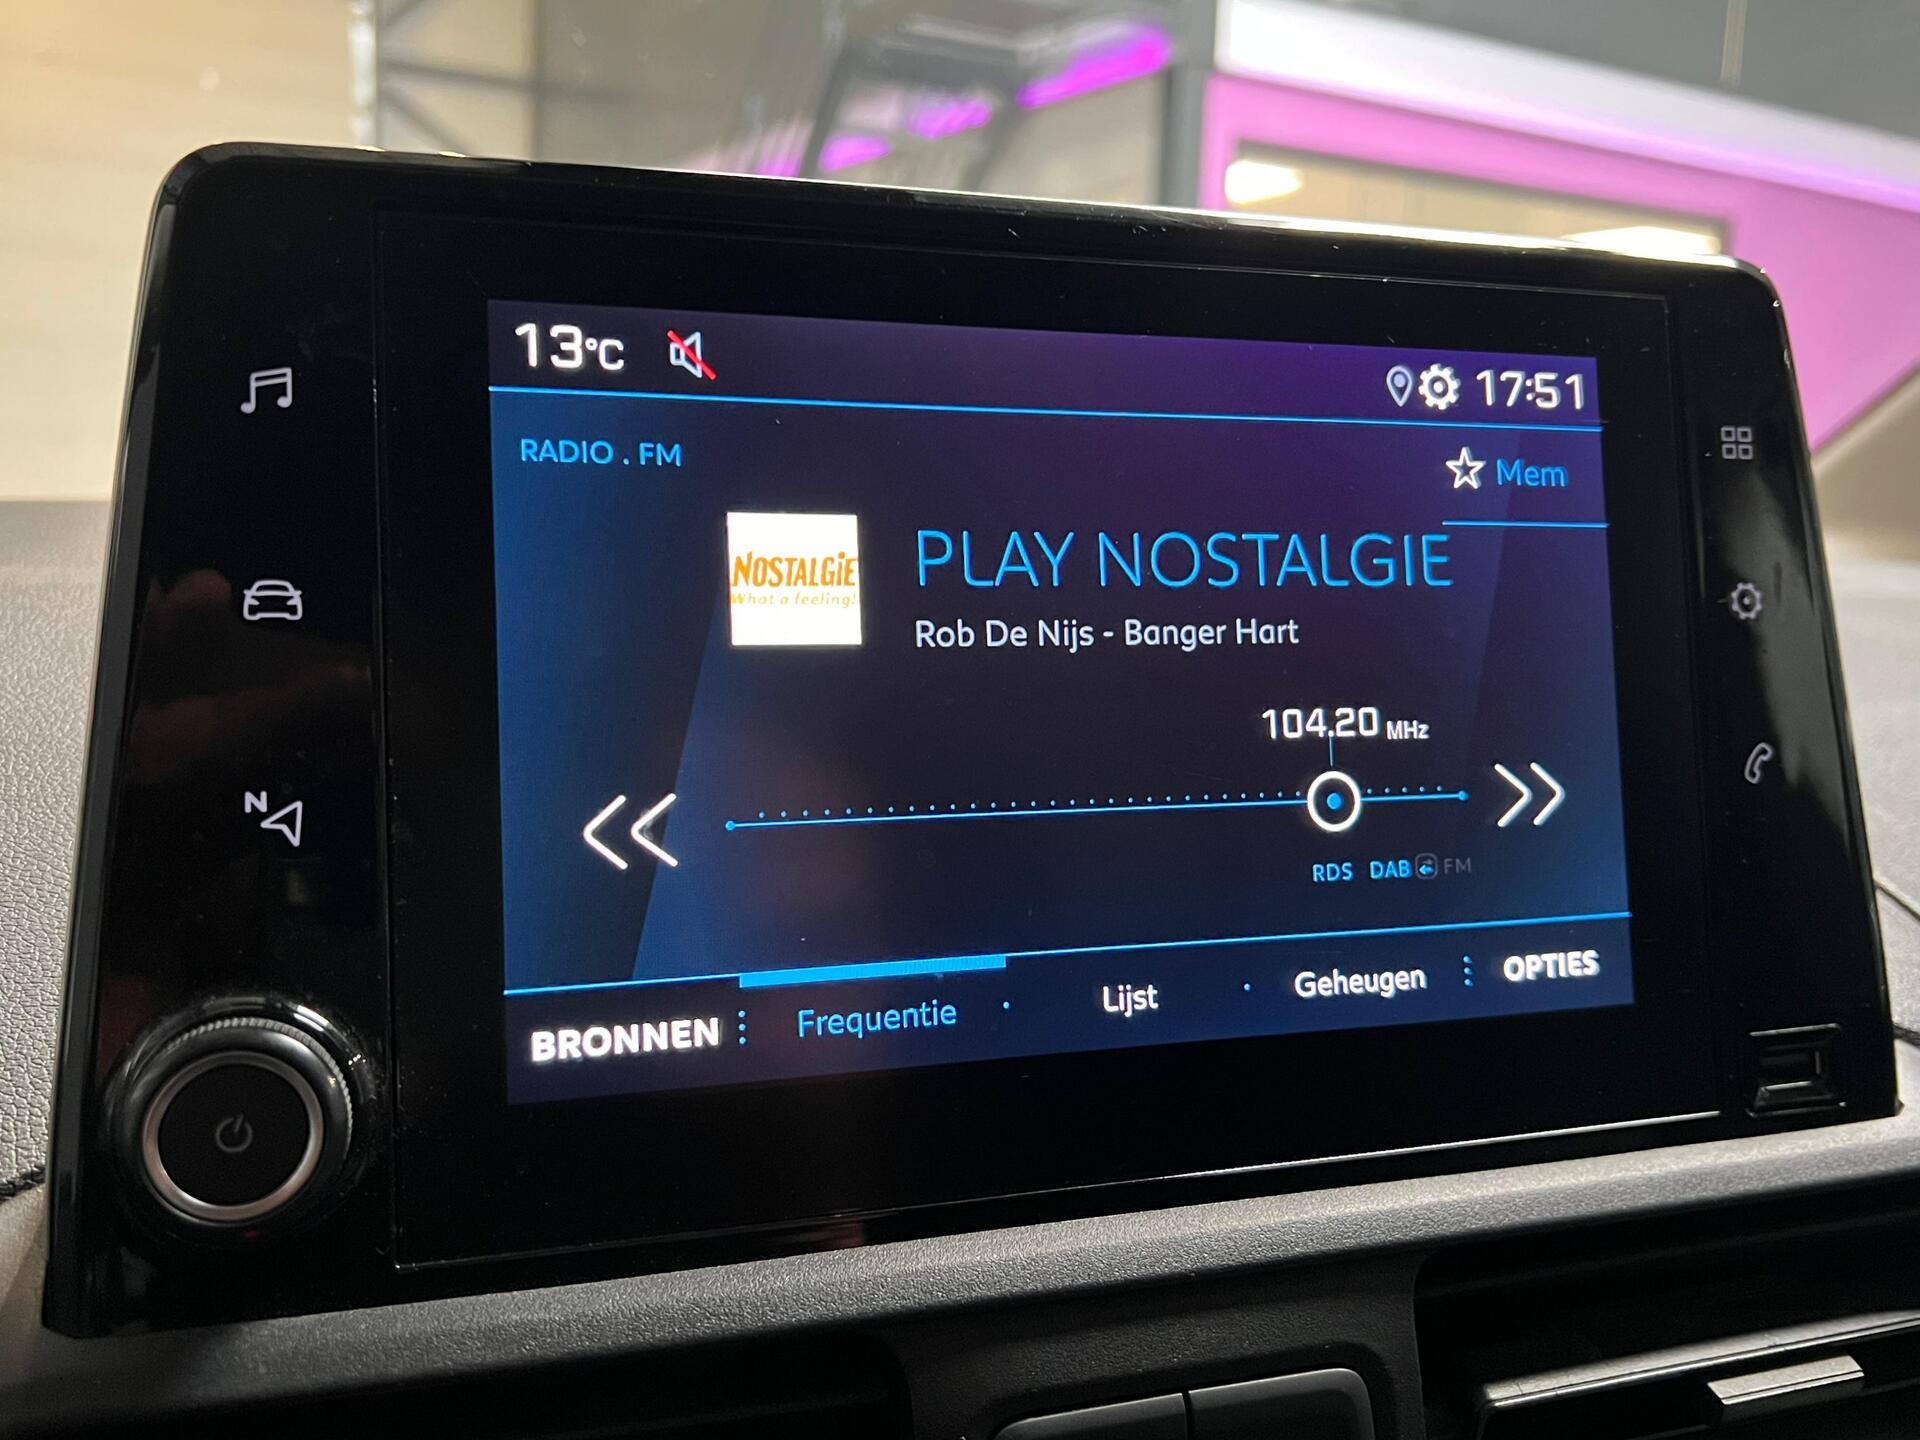 13°C
17:51
RADIO . FM
Mem
NOSTALGIE
What a feeling!
PLAY NOSTALGIE
Rob De Nijs - Banger Hart
104.20 MHz
RDS DAB FM
N
BRONNEN Frequentie Lijst Geheugen OPTIES